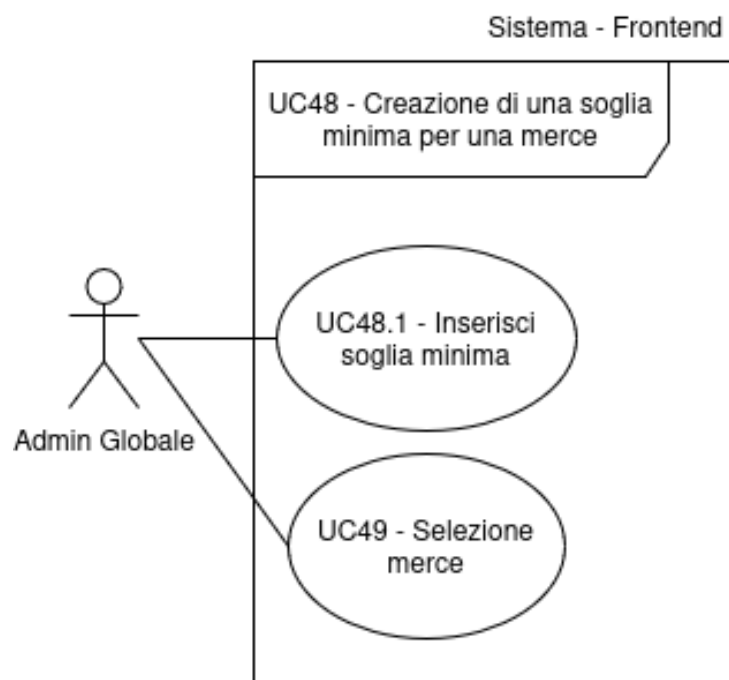 Sistema - Frontend
UC48 - Creazione di una soglia
minima per una merce
UC48.1 - Inserisci
soglia minima
Admin Globale
UC49 - Selezione
merce